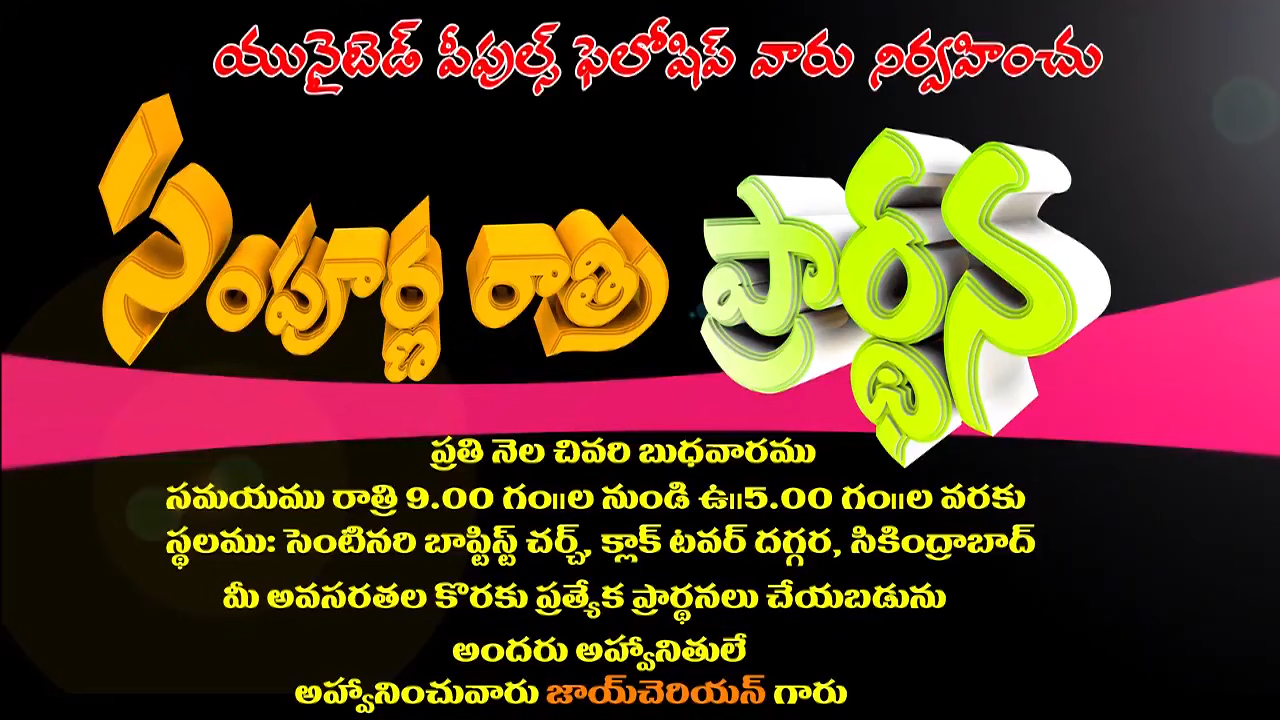 యునైటెడ్ పీపుల్స్ ఫెలోషిప్ వారు నిర్వహించు
సంపూర్ణ రాత్రి ప్రార్థన
ప్రతి నెల చివరి బుధవారము
సమయము రాత్రి 9.00 గం॥ల నుండి ఉ॥5.00 గం॥ల వరకు
స్థలము: సెంటినరి బాప్టిస్ట్ చర్చ్, క్లాక్ టవర్ దగ్గర, సికింద్రాబాద్
మీ అవసరతల కొరకు ప్రత్యేక ప్రార్థనలు చేయబడును
అందరు అహ్వానితులే
అహ్వానించువారు జాయ్‌చెరియన్ గారు